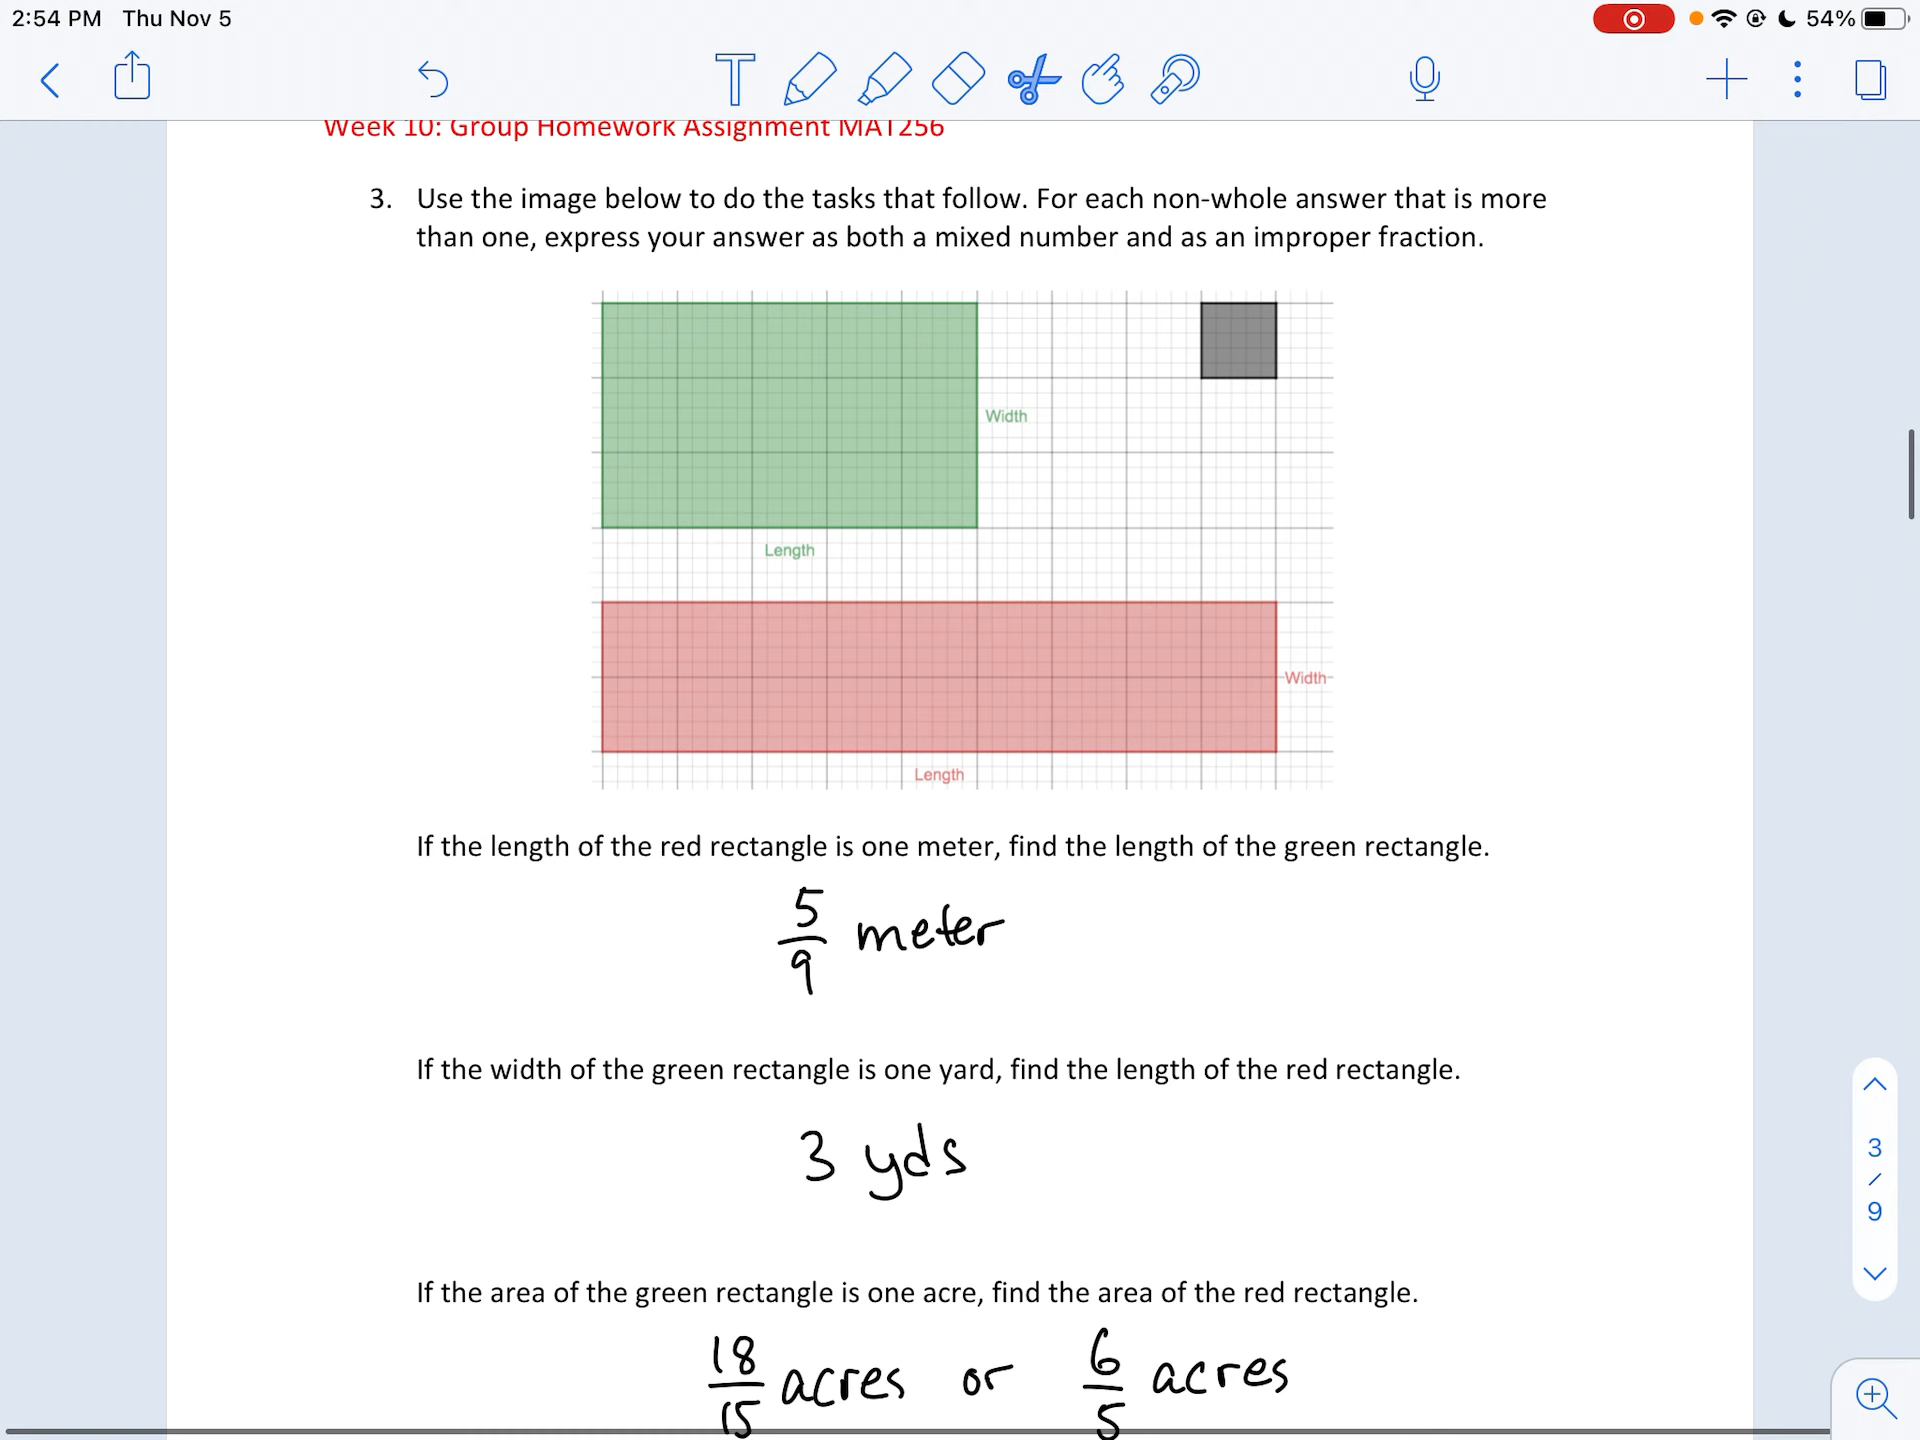 2:54 PM Thu Nov 5
54%
Week 10: Group Homework Assignment MAT256
3. Use the image below to do the tasks that follow. For each non-whole answer that is more
than one, express your answer as both a mixed number and as an improper fraction.
Width
Length
Width
Length
If the length of the red rectangle is one meter, find the length of the green rectangle.
5/9 meter
If the width of the green rectangle is one yard, find the length of the red rectangle.
3 yds
3
/
9
If the area of the green rectangle is one acre, find the area of the red rectangle.
18/15 acres or 6/5 acres